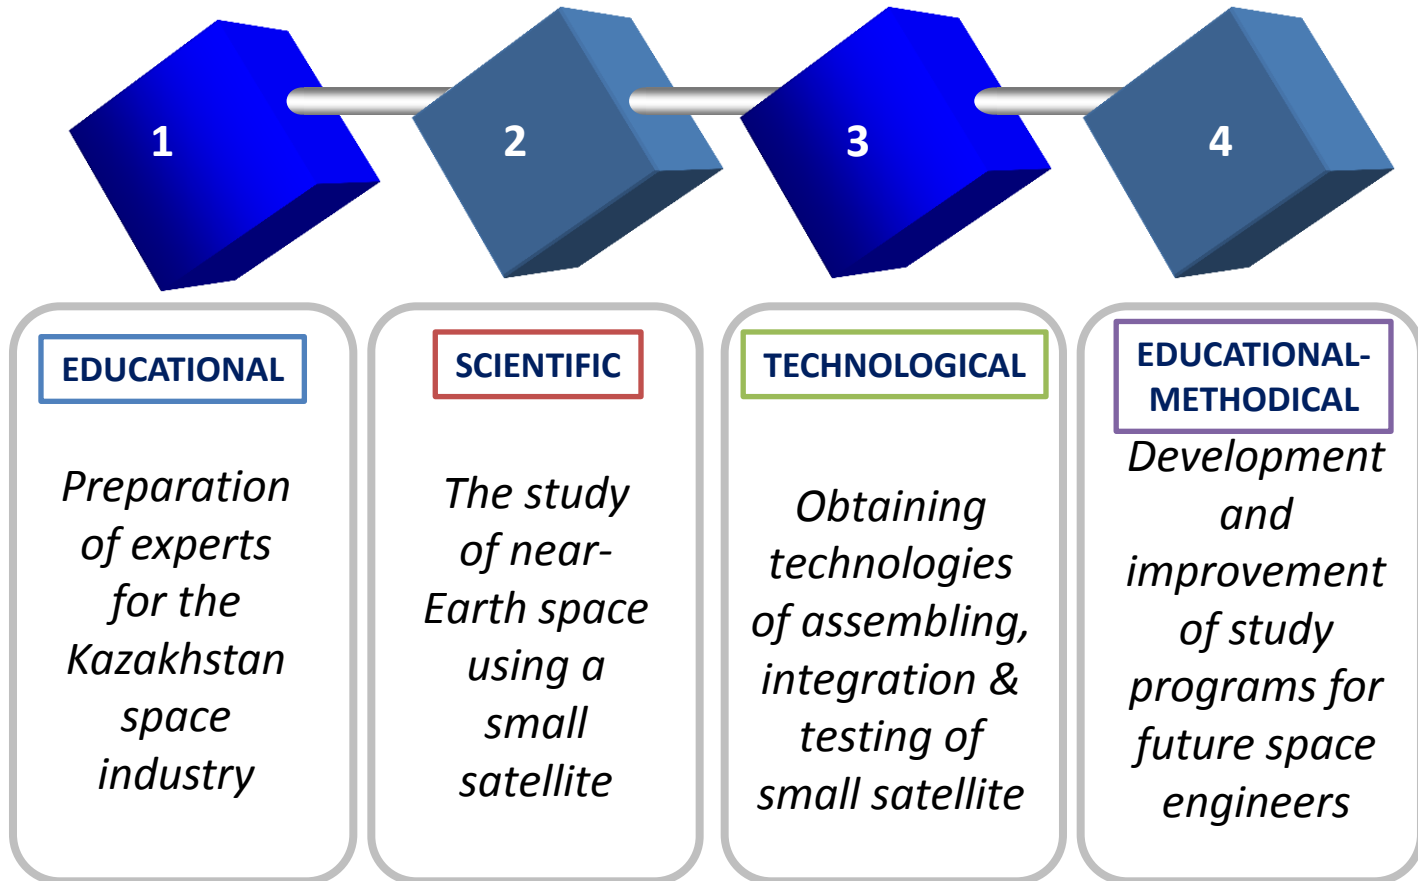 1
2
3
4
EDUCATIONAL
Preparation
of experts
for the
Kazakhstan
space
industry
SCIENTIFIC
The study
of near-
Earth space
using a
small
satellite
TECHNOLOGICAL
Obtaining
technologies
of assembling,
integration &
testing of
small satellite
EDUCATIONAL-
METHODICAL
Development
and
improvement
of study
programs for
future space
engineers